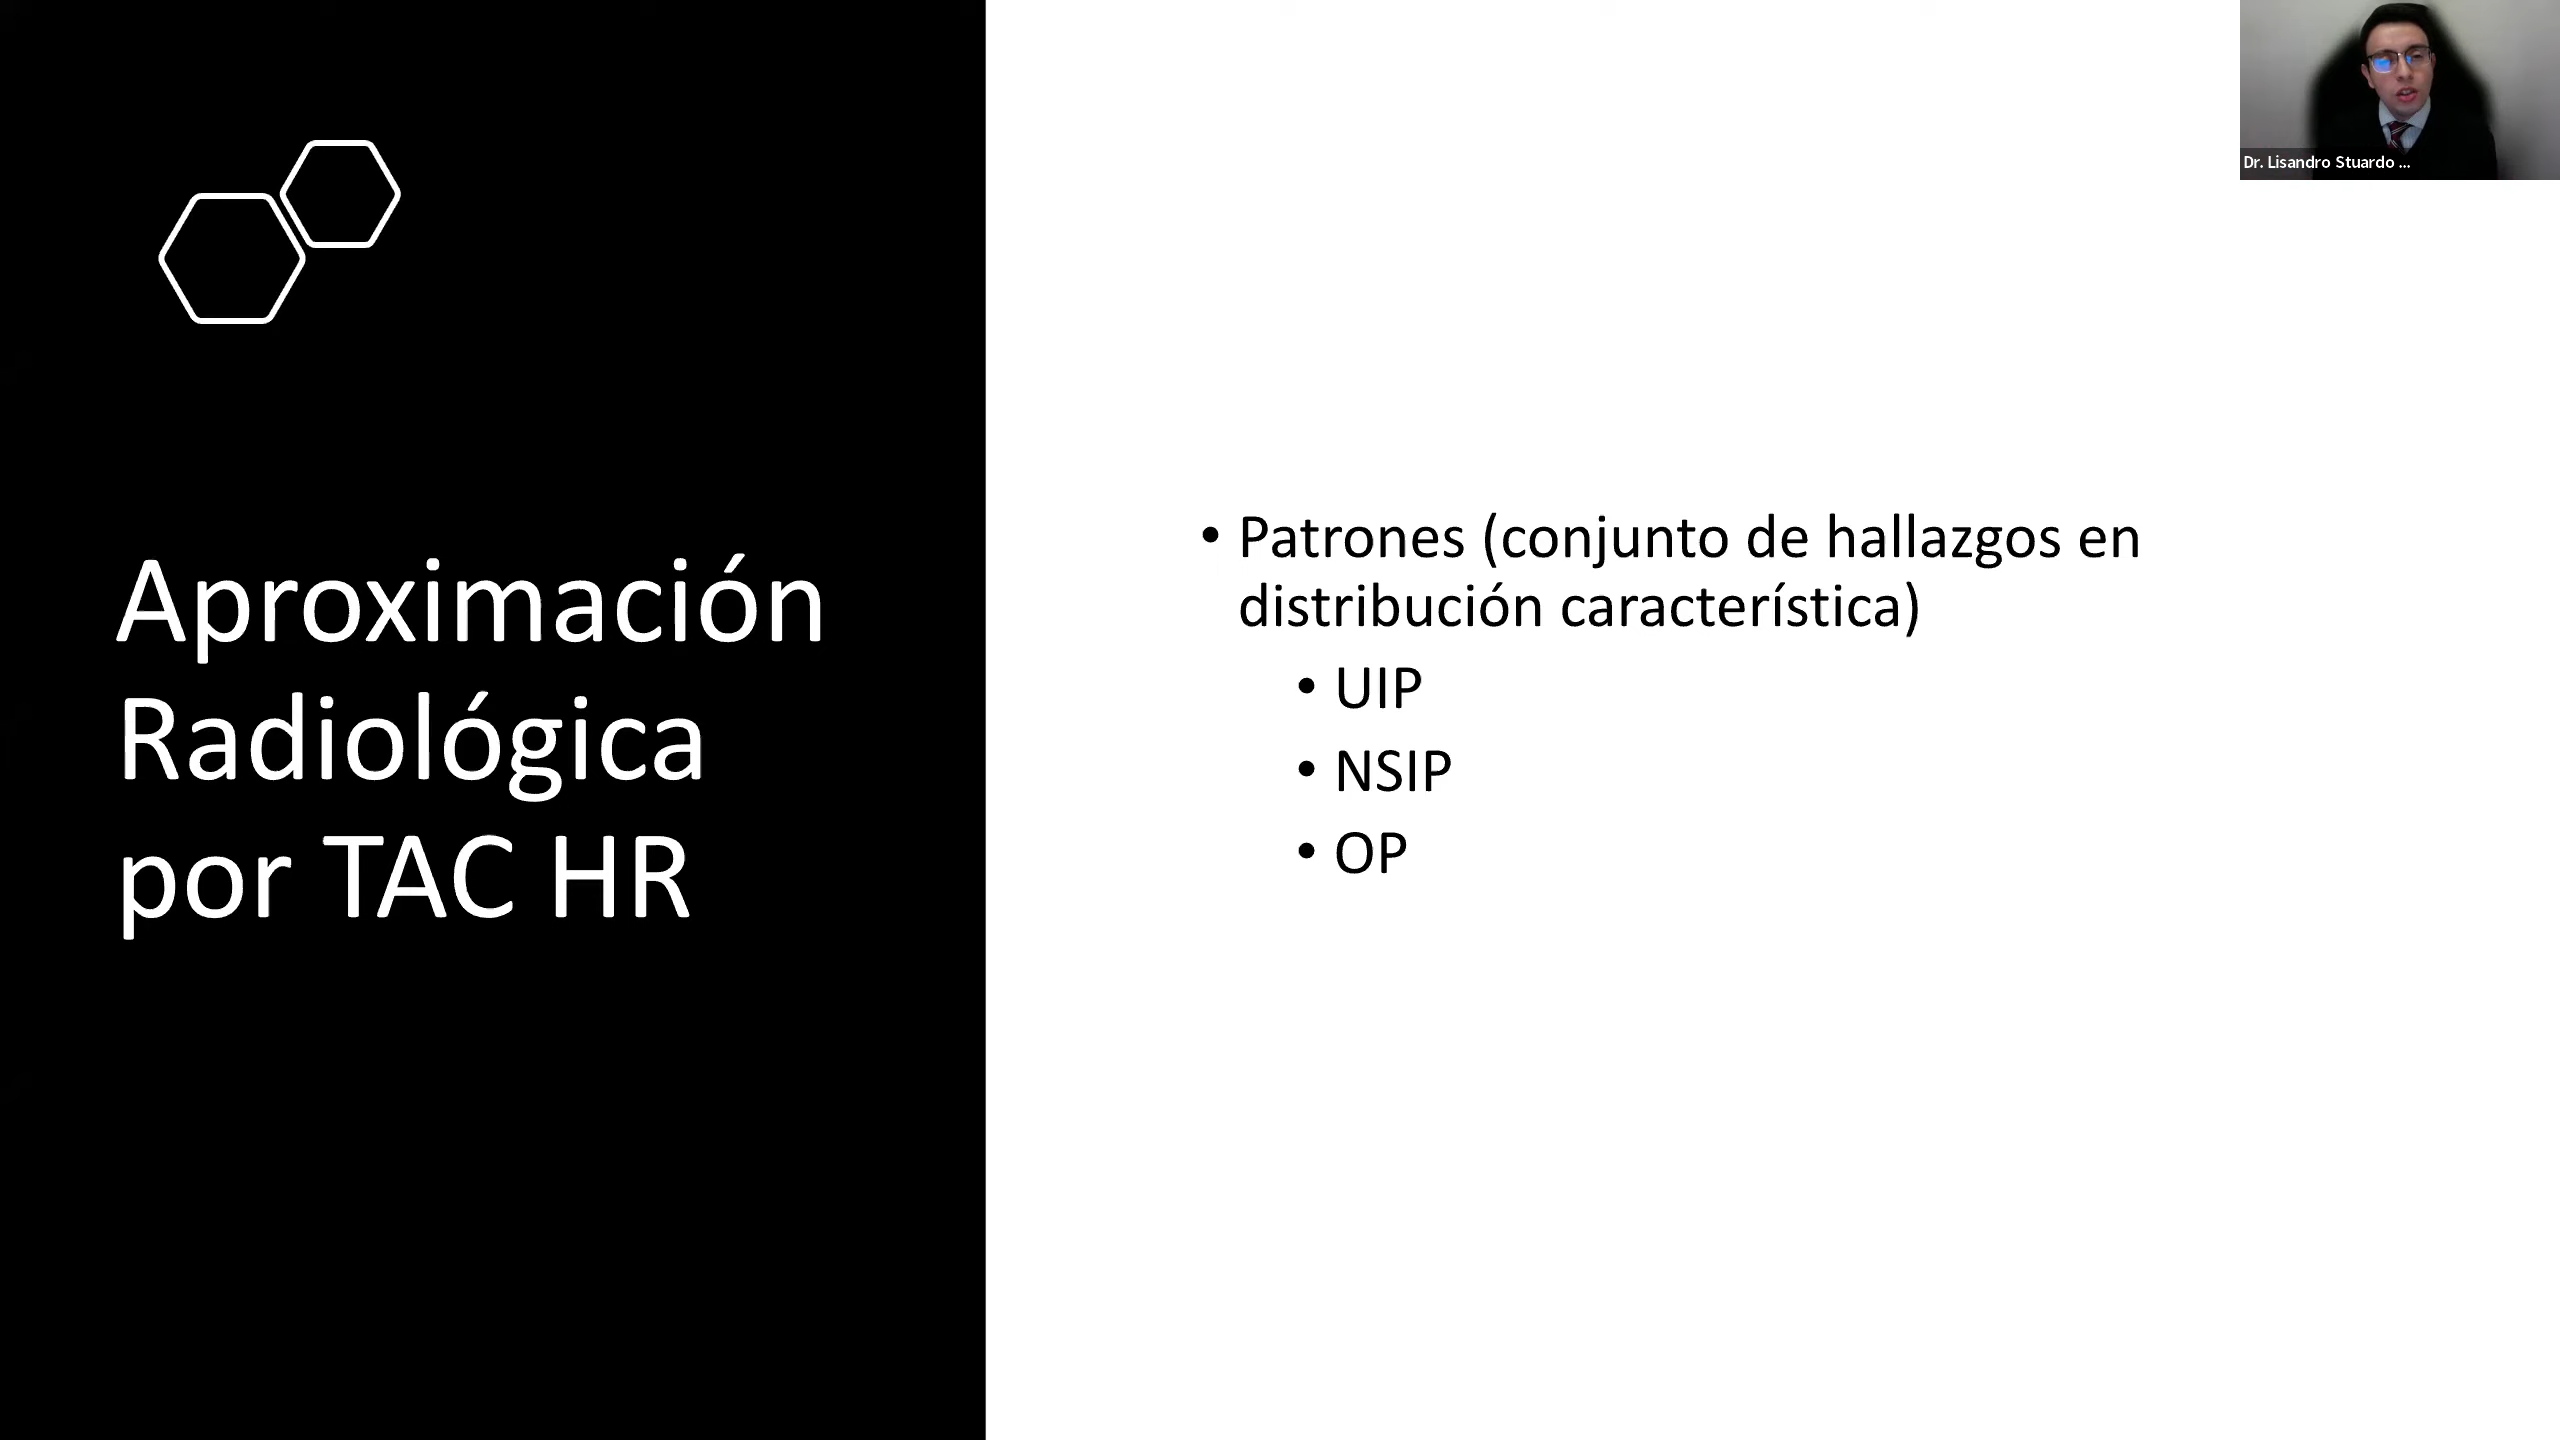 Aproximación
Radiológica
por TAC HR
• Patrones (conjunto de hallazgos en
distribución característica)
• UIP
• NSIP
• OP
Dr. Lisandro Stuardo ...